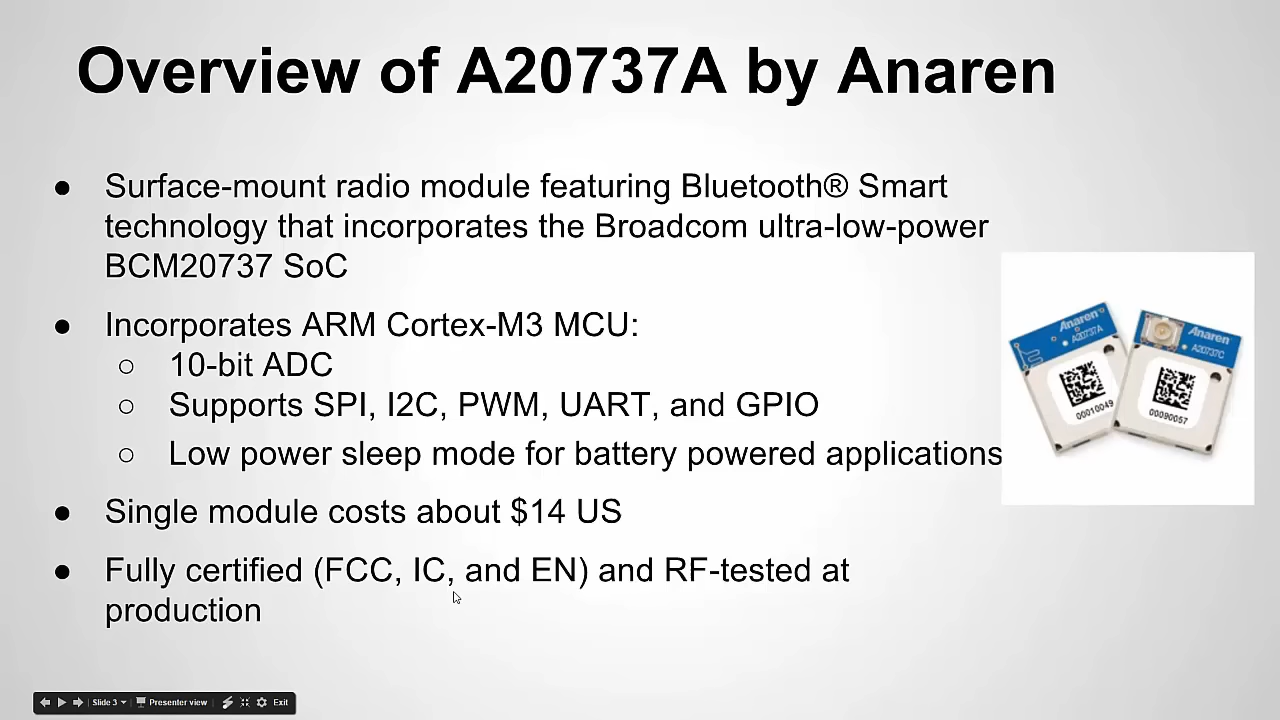 Overview of A20737A by Anaren
● Surface-mount radio module featuring Bluetooth® Smart
technology that incorporates the Broadcom ultra-low-power
BCM20737 SoC
● Incorporates ARM Cortex-M3 MCU:
○ 10-bit ADC
○ Supports SPI, I2C, PWM, UART, and GPIO
○ Low power sleep mode for battery powered applications
● Single module costs about $14 US
● Fully certified (FCC, IC, and EN) and RF-tested at
production
Anaren
A20737A
00010049
Anaren
A20737C
00090057
Slide 3
Presenter view
Exit